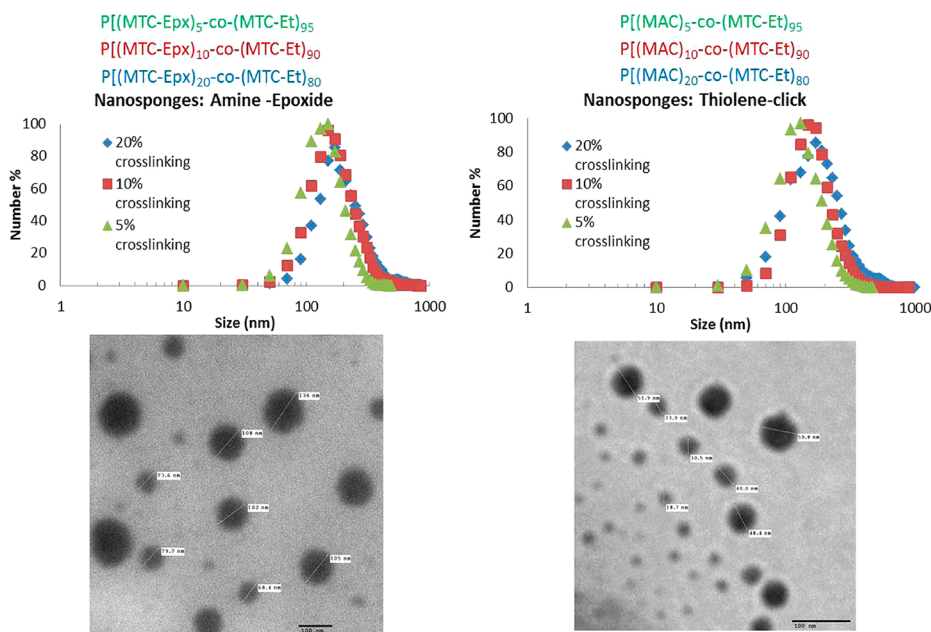 P[(MTC-Epx)5-co-(MTC-Et)95
P[(MTC-Epx)10-co-(MTC-Et)90
P[(MTC-Epx)20-co-(MTC-Et)80
Nanosponges: Amine -Epoxide
Number %
100
80
60
40
20
0
20%
crosslinking
10%
crosslinking
5%
crosslinking
1
10
100
1000
Size (nm)
136 nm
108 nm
73.6 nm
102 nm
79.7 nm
105 nm
68.4 nm
100 nm
P[(MAC)5-co-(MTC-Et)95
P[(MAC)10-co-(MTC-Et)90
P[(MAC)20-co-(MTC-Et)80
Nanosponges: Thiolene-click
Number %
100
80
60
40
20
0
20%
crosslinking
10%
crosslinking
5%
crosslinking
1
10
100
1000
Size (nm)
51.9 nm
33.9 nm
59.8 nm
30.5 nm
40.8 nm
18.7 nm
48.4 nm
100 nm